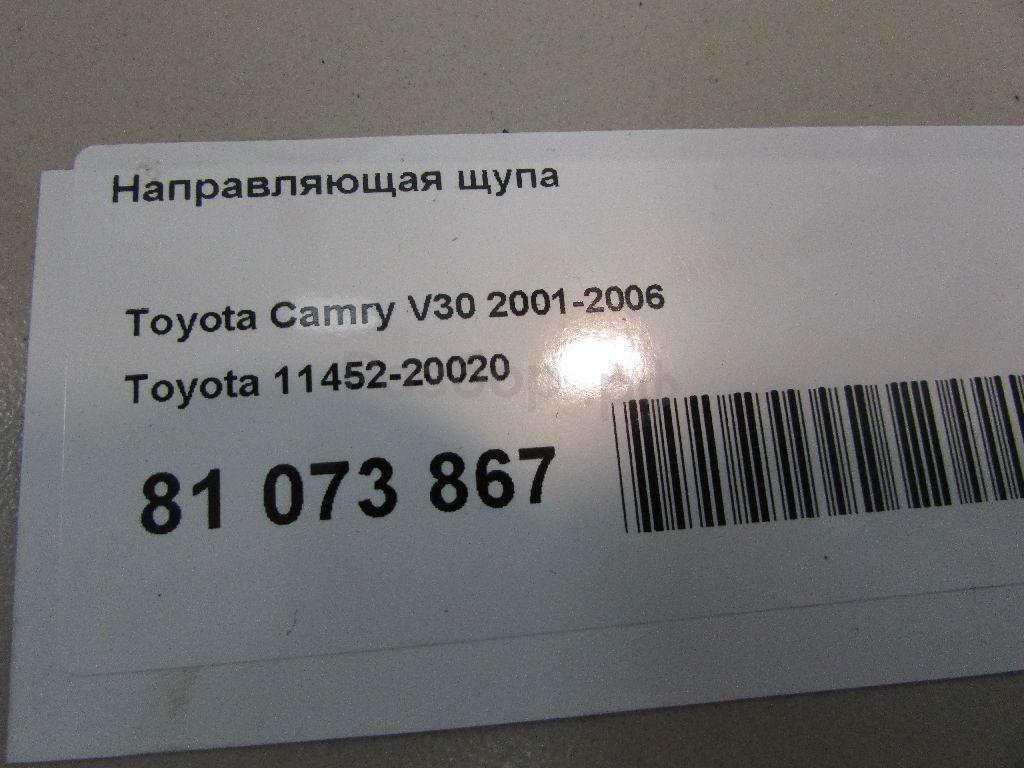 Направляющая щупа
Toyota Camry V30 2001-2006
Toyota 11452-20020
81 073 867